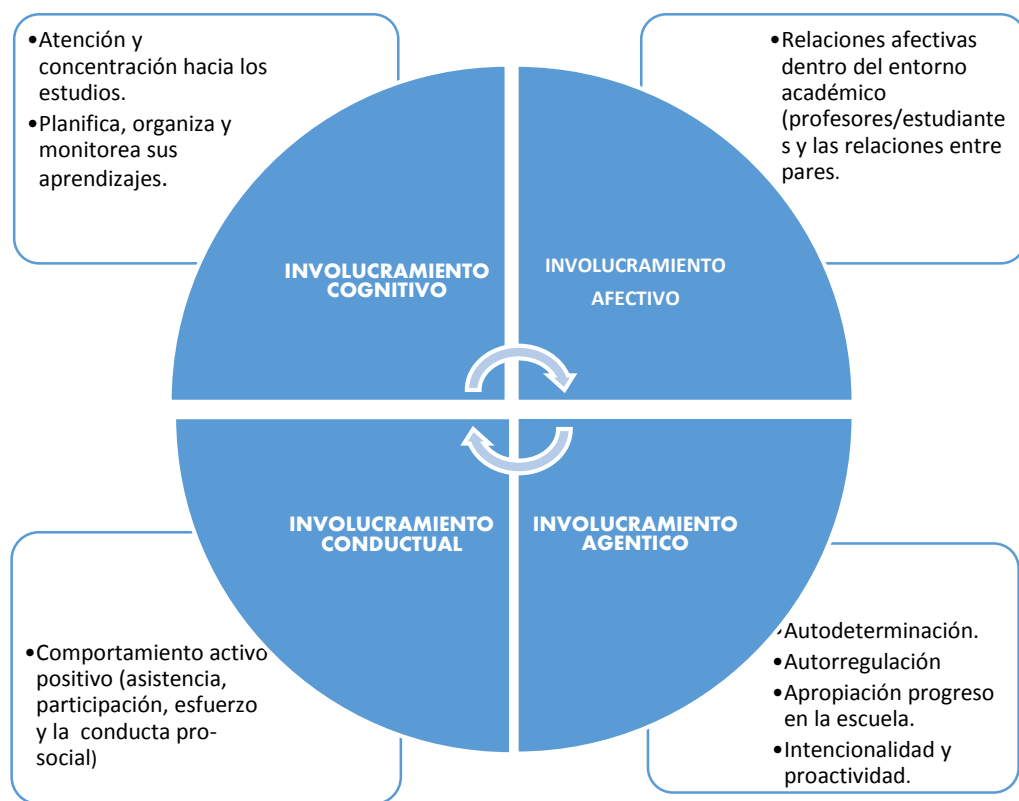 •Atención y
concentración hacia los
estudios.
•Planifica, organiza y
monitorea sus
aprendizajes.
•Relaciones afectivas
dentro del entorno
académico
(profesores/estudiante
s y las relaciones entre
pares.
INVOLUCRAMIENTO
COGNITIVO
INVOLUCRAMIENTO
AFECTIVO
INVOLUCRAMIENTO
CONDUCTUAL
INVOLUCRAMIENTO
AGENTICO
•Comportamiento activo
positivo (asistencia,
participación, esfuerzo
y la conducta pro-
social)
•Autodeterminación.
•Autorregulación
•Apropiación progreso
en la escuela.
•Intencionalidad y
proactividad.